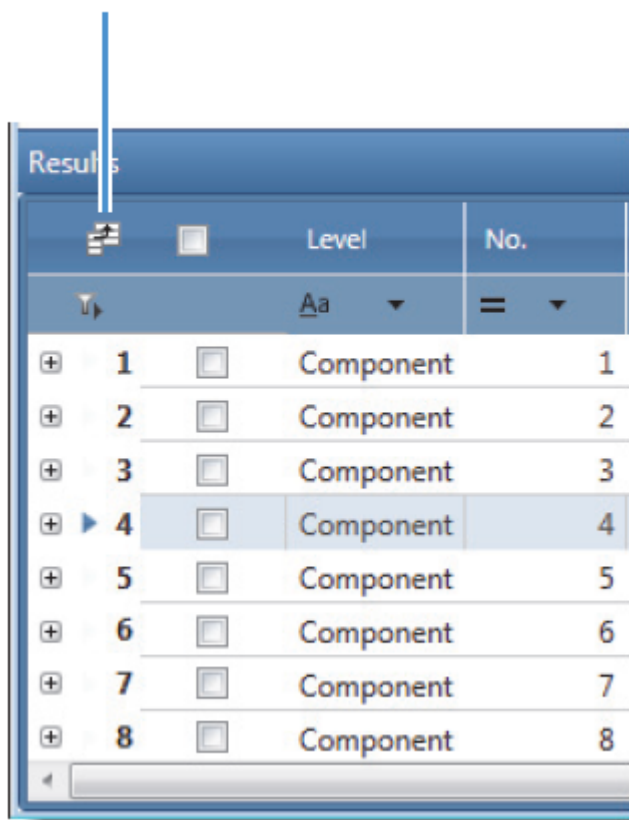 Results
Level No.
Aa =
1 Component 1
2 Component 2
3 Component 3
4 Component 4
5 Component 5
6 Component 6
7 Component 7
8 Component 8